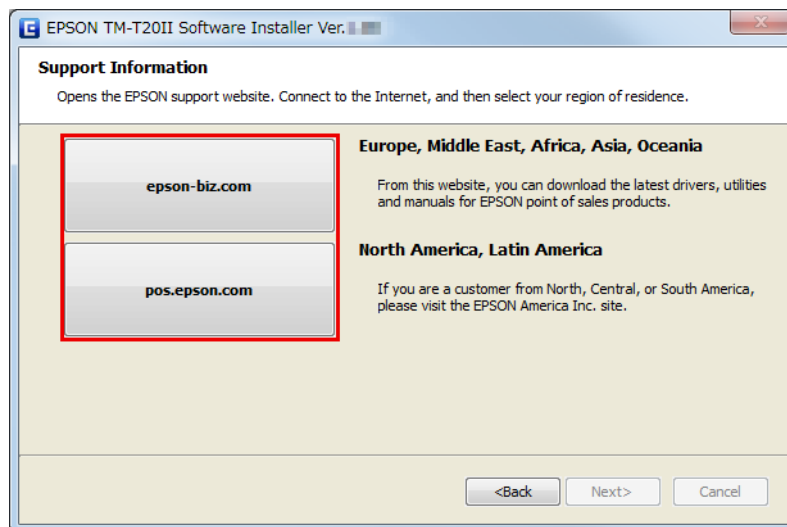 EPSON TM-T20II Software Installer Ver.
Support Information
Opens the EPSON support website. Connect to the Internet, and then select your region of residence.
epson-biz.com
Europe, Middle East, Africa, Asia, Oceania
From this website, you can download the latest drivers, utilities
and manuals for EPSON point of sales products.
pos.epson.com
North America, Latin America
If you are a customer from North, Central, or South America,
please visit the EPSON America Inc. site.
<Back
Next>
Cancel